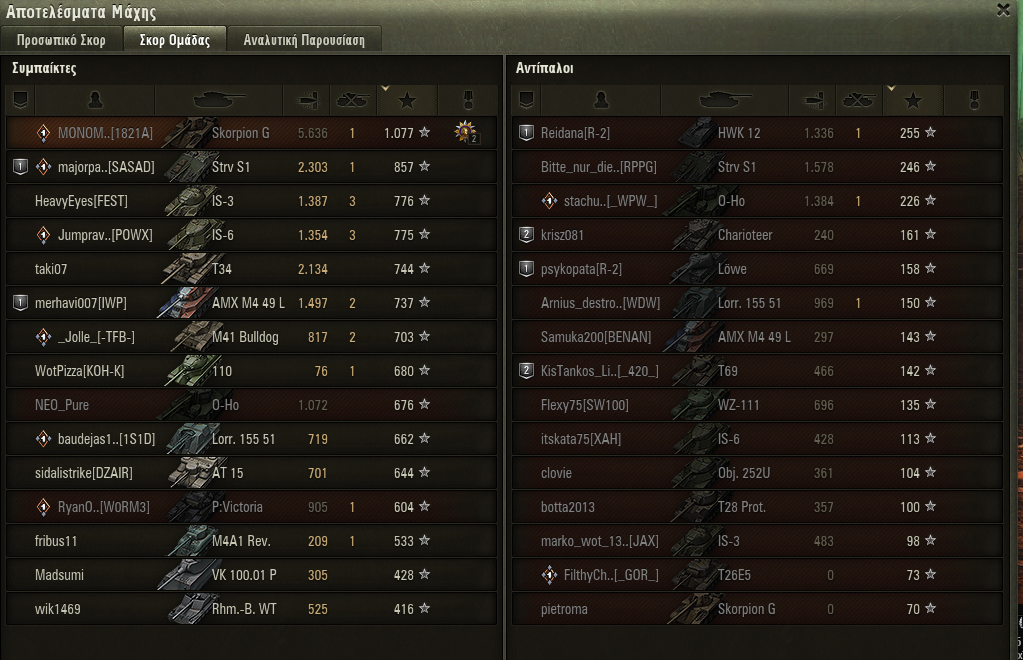 Αποτελέσματα Μάχης
Προσωπικό Σκορ Σκορ Ομάδας Αναλυτική Παρουσίαση
Συμπαίκτες
MONOM..[1821A] Skorpion G 5.636 1 1.077 2
1 majorpa..[SASAD] Strv S1 2.303 1 857
HeavyEyes[FEST] IS-3 1.387 3 776
Jumprav..[POWX] IS-6 1.354 3 775
taki07 T34 2.134 744
1 merhavi007[IWP] AMX M4 49 L 1.497 2 737
_Jolle_[-TFB-] M41 Bulldog 817 2 703
WotPizza[KOH-K] 110 76 1 680
NEO_Pure O-Ho 1.072 676
baudejas1..[1S1D] Lorr. 155 51 719 662
sidalistrike[DZAIR] AT 15 701 644
RyanO..[W0RM3] P.Victoria 905 1 604
fribus11 M4A1 Rev. 209 1 533
Madsumi VK 100.01 P 305 428
wik1469 Rhm.-B. WT 525 416
Αντίπαλοι
1 Reidana[R-2] HWK 12 1.336 1 255
Bitte_nur_die..[RPPG] Strv S1 1.578 246
stachu..[_WPW_] O-Ho 1.384 1 226
2 krisz081 Charioteer 240 161
1 psykopata[R-2] Löwe 669 158
Arnius_destro..[WDW] Lorr. 155 51 969 1 150
Samuka200[BENAN] AMX M4 49 L 297 143
2 KisTankos_Li..[_420_] T69 466 142
Flexy75[SW100] WZ-111 696 135
itskata75[XAH] IS-6 428 113
clovie Obj. 252U 361 104
botta2013 T28 Prot. 357 100
marko_wot_13..[JAX] IS-3 483 98
FilthyCh..[_GOR_] T26E5 0 73
pietroma Skorpion G 0 70